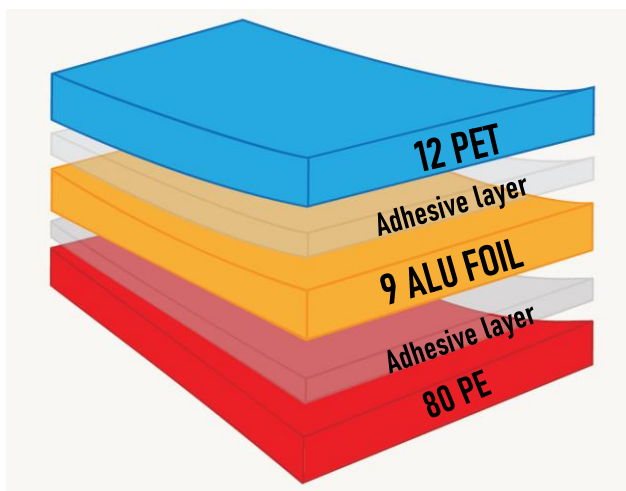 12 PET
Adhesive layer
9 ALU FOIL
Adhesive layer
80 PE